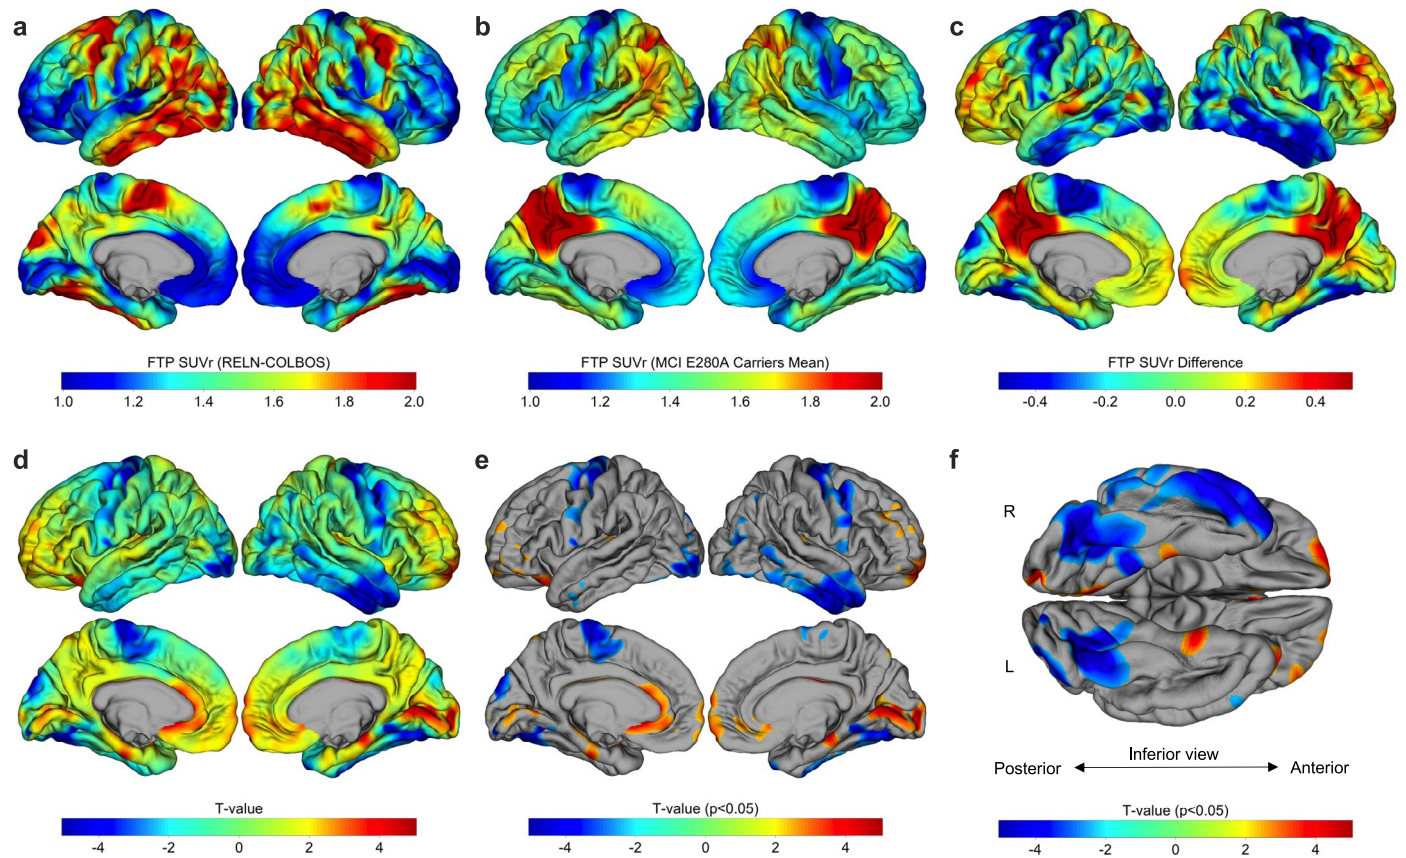 a
b
c
FTP SUVr (RELN-COLBOS)
1.0 1.2 1.4 1.6 1.8 2.0
FTP SUVr (MCI E280A Carriers Mean)
1.0 1.2 1.4 1.6 1.8 2.0
FTP SUVr Difference
-0.4 -0.2 0.0 0.2 0.4
d
e
f
R
L
Inferior view
Posterior Anterior
T-value
-4 -2 0 2 4
T-value (p<0.05)
-4 -2 0 2 4
T-value (p<0.05)
-4 -2 0 2 4